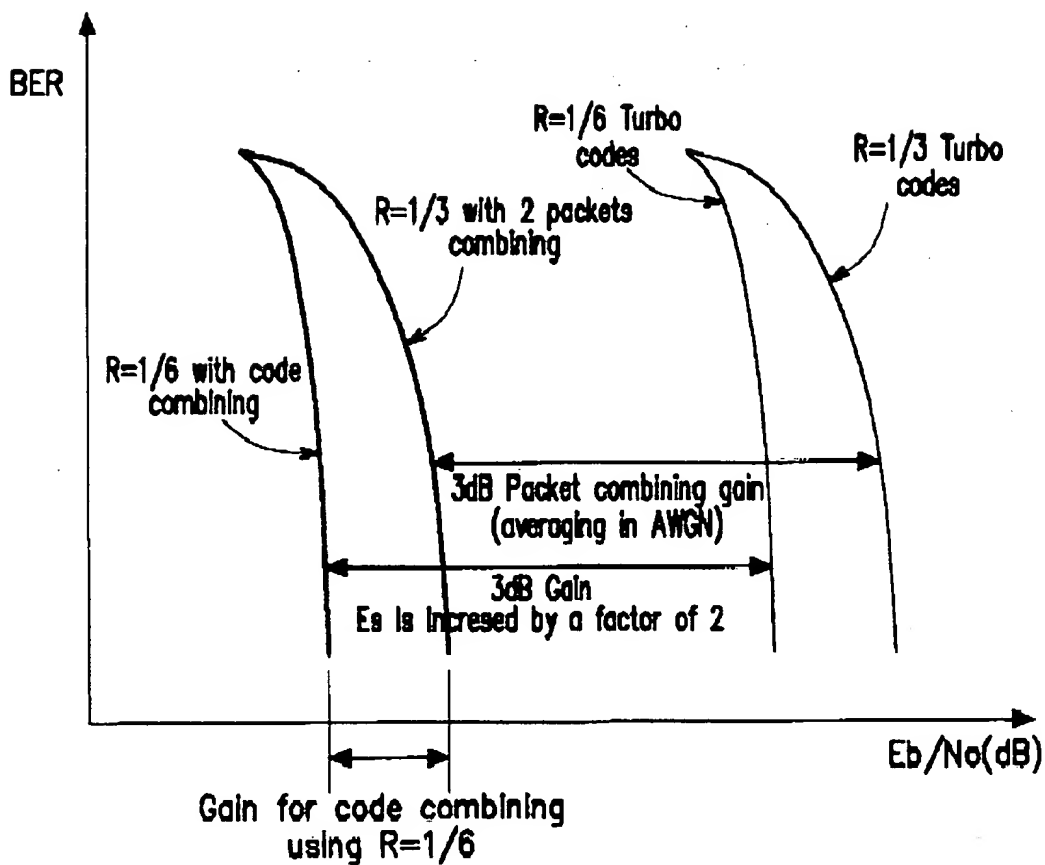 BER
R=1/6 Turbo
codes
R=1/3 Turbo
codes
R=1/3 with 2 packets
combining
R=1/6 with code
combining
3dB Packet combining gain
(averaging in AWGN)
3dB Gain
Es is incresed by a factor of 2
Eb/No(dB)
Gain for code combining
using R=1/6